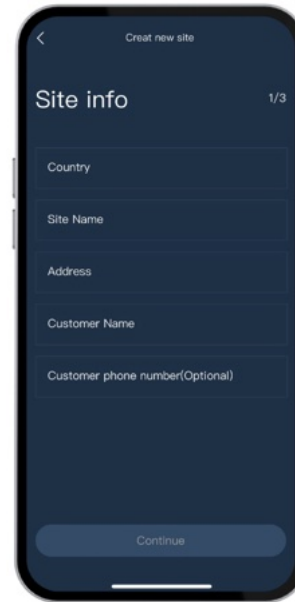 Creat new site
Site info
1/3
Country
Site Name
Address
Customer Name
Customer phone number(Optional)
Continue